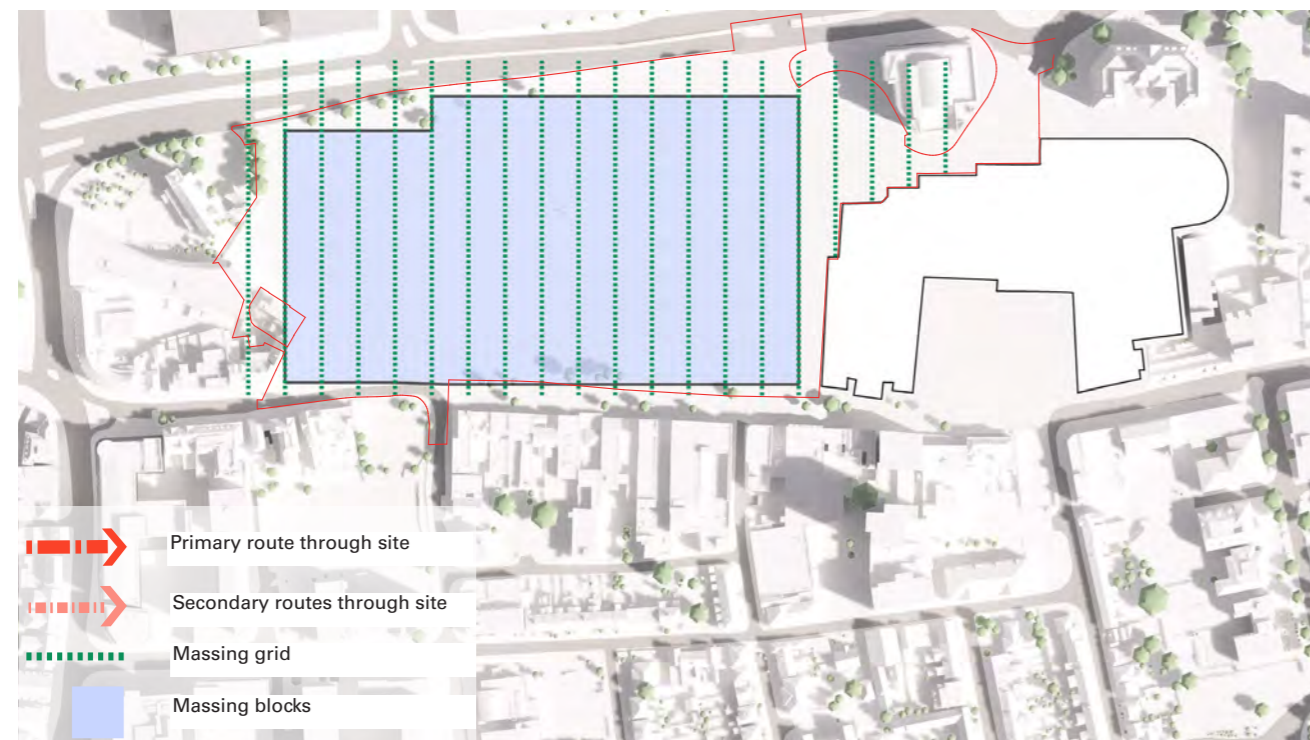 Primary route through site
Secondary routes through site
Massing grid
Massing blocks